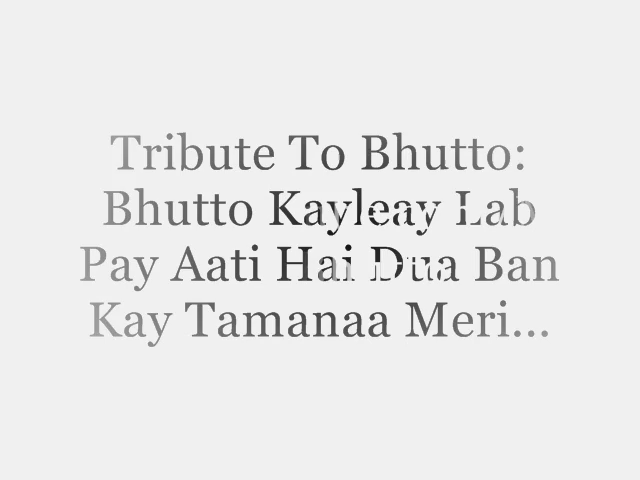 Tribute To Bhutto:
Bhutto Kayleay Lab
Pay Aati Hai Dua Ban
Kay Tamanaa Meri...